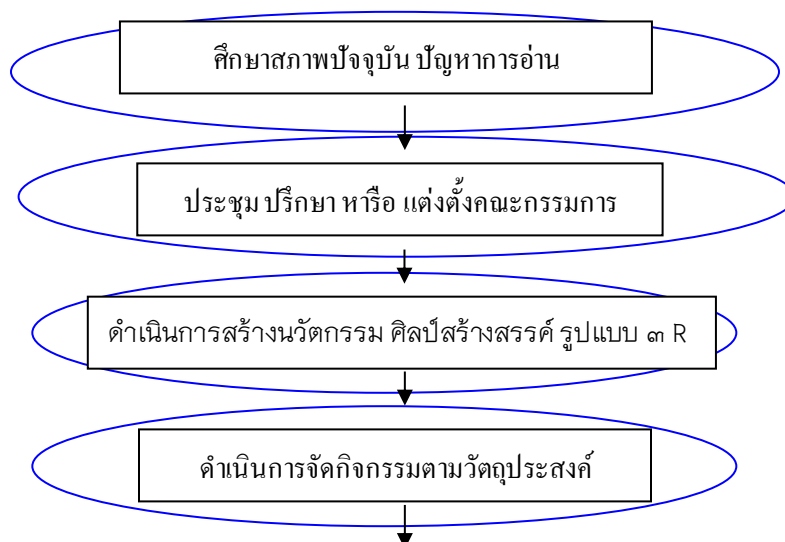 ศึกษาสภาพปัจจุบัน ปัญหาการอ่าน
ประชุม ปรึกษา หารือ แต่งตั้งคณะกรรมการ
ดำเนินการสร้างนวัตกรรม ศิลป์สร้างสรรค์ รูปแบบ ๓ R
ดำเนินการจัดกิจกรรมตามวัตถุประสงค์